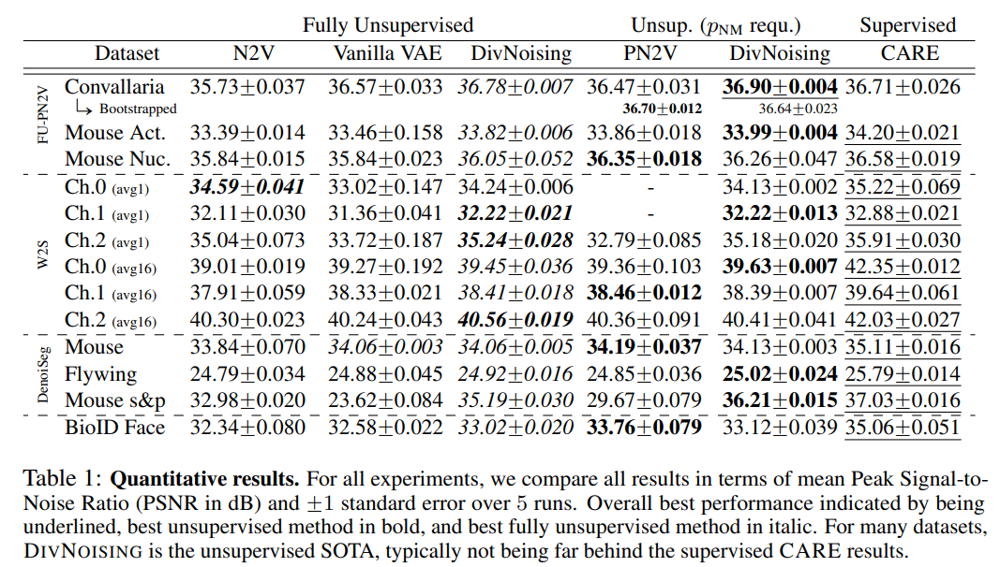 Fully Unsupervised Unsup. (pNM requ.) Supervised
Dataset N2V Vanilla VAE DivNoising PN2V DivNoising CARE
FU-PN2V
Convallaria 35.73±0.037 36.57±0.033 36.78±0.007 36.47±0.031 36.90±0.004 36.71±0.026
↳ Bootstrapped 36.70±0.012 36.64±0.023
Mouse Act. 33.39±0.014 33.46±0.158 33.82±0.006 33.86±0.018 33.99±0.004 34.20±0.021
Mouse Nuc. 35.84±0.015 35.84±0.023 36.05±0.052 36.35±0.018 36.26±0.047 36.58±0.019
W2S
Ch.0 (avg1) 34.59±0.041 33.02±0.147 34.24±0.006 - 34.13±0.002 35.22±0.069
Ch.1 (avg1) 32.11±0.030 31.36±0.041 32.22±0.021 - 32.22±0.013 32.88±0.021
Ch.2 (avg1) 35.04±0.073 33.72±0.187 35.24±0.028 32.79±0.085 35.18±0.020 35.91±0.030
Ch.0 (avg16) 39.01±0.019 39.27±0.192 39.45±0.036 39.36±0.103 39.63±0.007 42.35±0.012
Ch.1 (avg16) 37.91±0.059 38.33±0.021 38.41±0.018 38.46±0.012 38.39±0.007 39.64±0.061
Ch.2 (avg16) 40.30±0.023 40.24±0.043 40.56±0.019 40.36±0.091 40.41±0.041 42.03±0.027
DenoiSeg
Mouse 33.84±0.070 34.06±0.003 34.06±0.005 34.19±0.037 34.13±0.003 35.11±0.016
Flywing 24.79±0.034 24.88±0.045 24.92±0.016 24.85±0.036 25.02±0.024 25.79±0.014
Mouse s&p 32.98±0.020 23.62±0.084 35.19±0.030 29.67±0.079 36.21±0.015 37.03±0.016
BioID Face 32.34±0.080 32.58±0.022 33.02±0.020 33.76±0.079 33.12±0.039 35.06±0.051
Table 1: Quantitative results. For all experiments, we compare all results in terms of mean Peak Signal-to-
Noise Ratio (PSNR in dB) and ±1 standard error over 5 runs. Overall best performance indicated by being
underlined, best unsupervised method in bold, and best fully unsupervised method in italic. For many datasets,
DIVNOISING is the unsupervised SOTA, typically not being far behind the supervised CARE results.